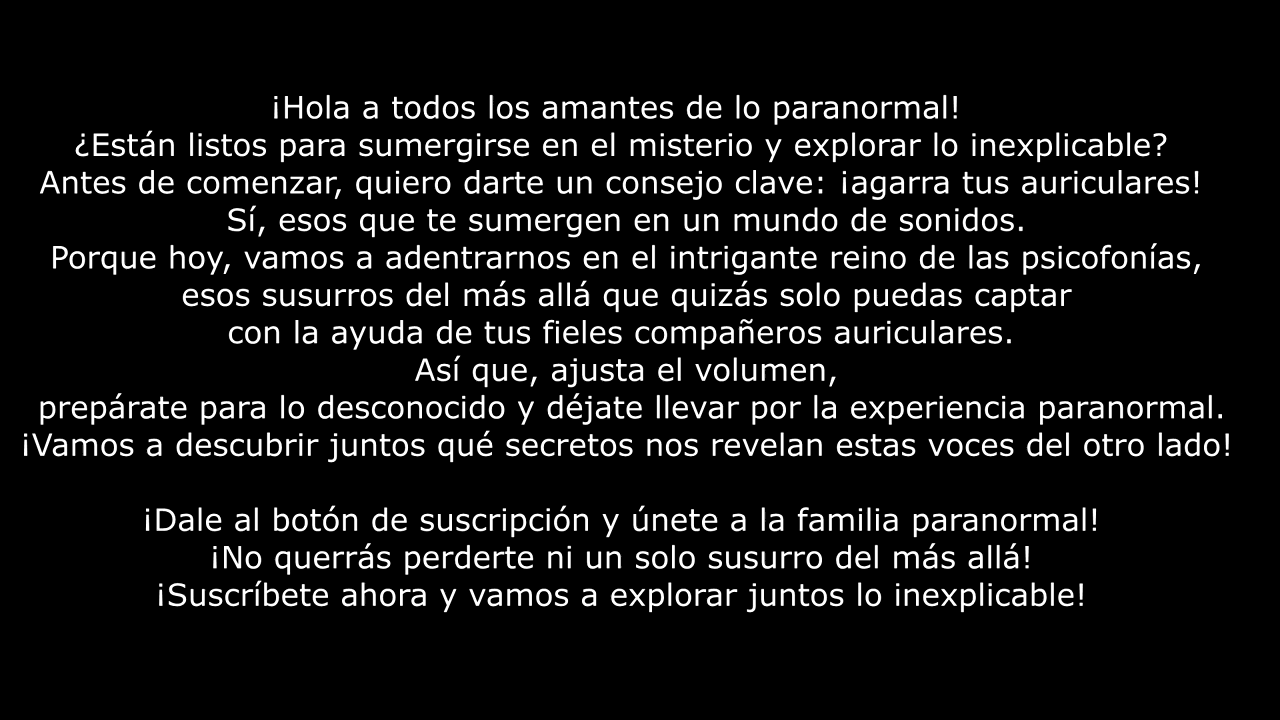 ¡Hola a todos los amantes de lo paranormal!
¿Están listos para sumergirse en el misterio y explorar lo inexplicable?
Antes de comenzar, quiero darte un consejo clave: ¡agarra tus auriculares!
Sí, esos que te sumergen en un mundo de sonidos.
Porque hoy, vamos a adentrarnos en el intrigante reino de las psicofonías,
esos susurros del más allá que quizás solo puedas captar
con la ayuda de tus fieles compañeros auriculares.
Así que, ajusta el volumen,
prepárate para lo desconocido y déjate llevar por la experiencia paranormal.
¡Vamos a descubrir juntos qué secretos nos revelan estas voces del otro lado!
¡Dale al botón de suscripción y únete a la familia paranormal!
¡No querrás perderte ni un solo susurro del más allá!
¡Suscríbete ahora y vamos a explorar juntos lo inexplicable!